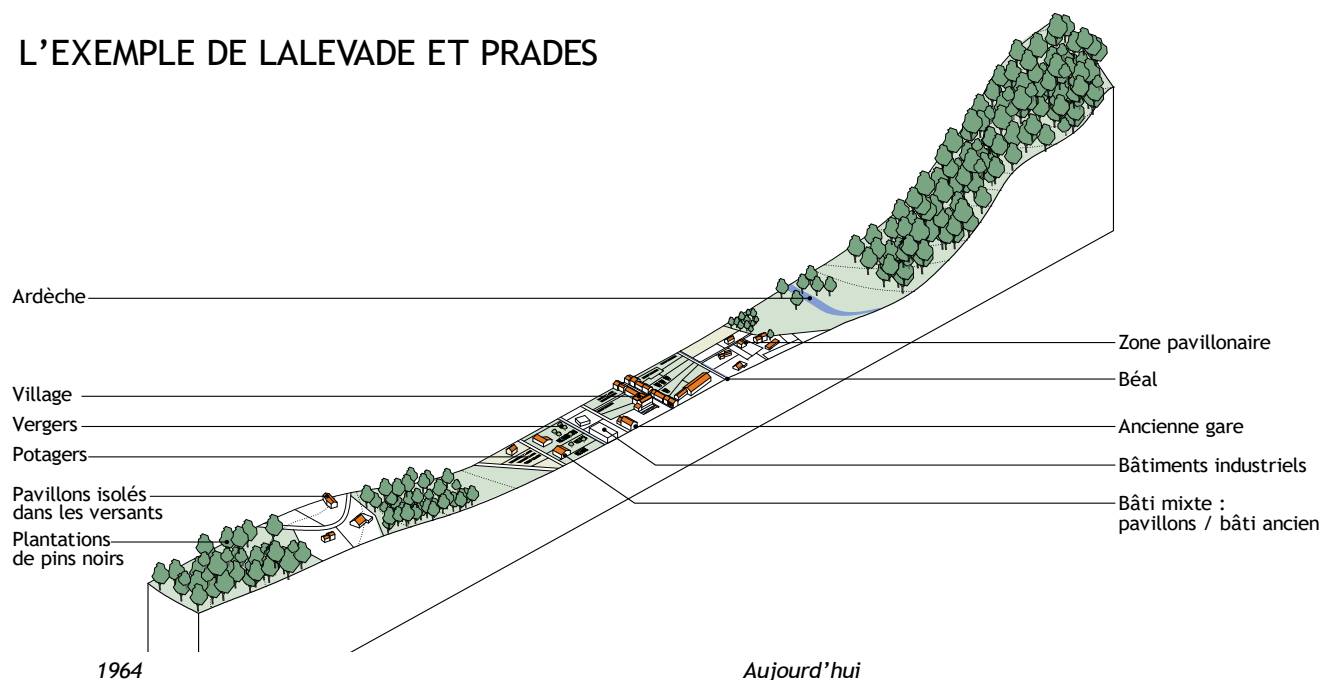 L'EXEMPLE DE LALEVADE ET PRADES
Ardèche
Village
Vergers
Potagers
Pavillons isolés
dans les versants
Plantations
de pins noirs
Zone pavillonaire
Béal
Ancienne gare
Bâtiments industriels
Bâti mixte :
pavillons / bâti ancien
1964
Aujourd'hui